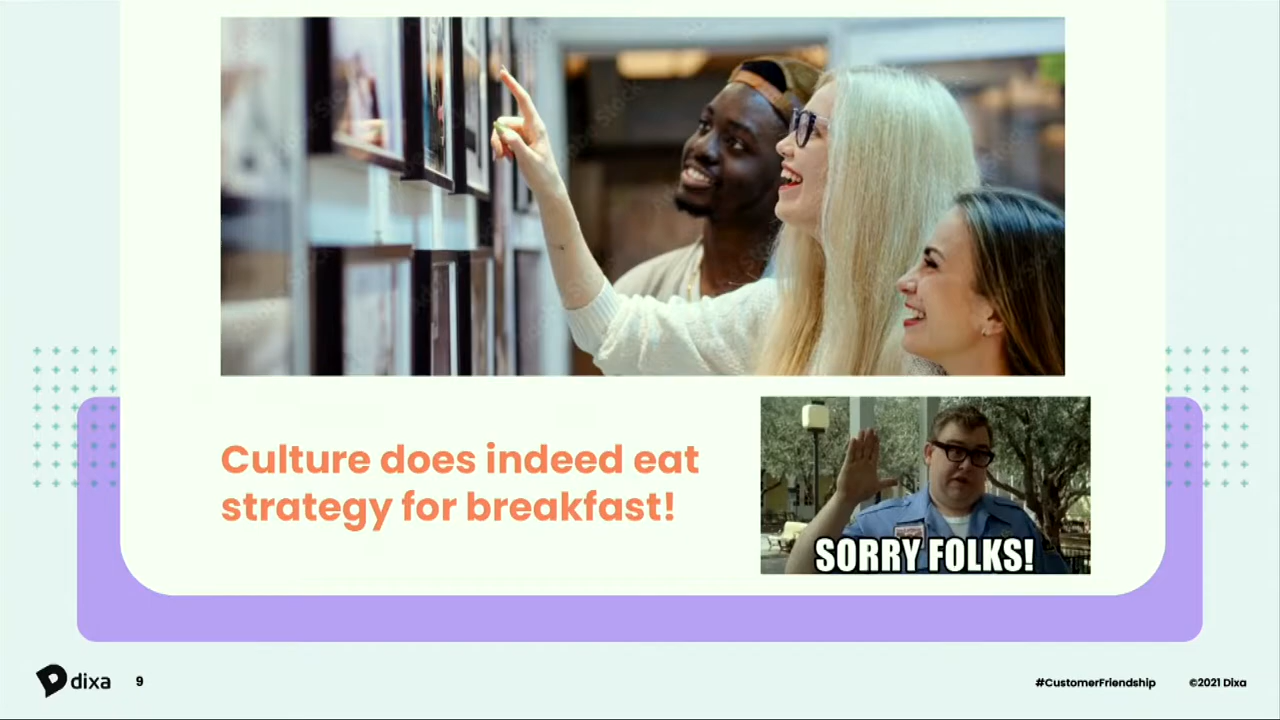 Culture does indeed eat
strategy for breakfast!
SORRY FOLKS!
dixa
9
#CustomerFriendship
©2021 Dixa